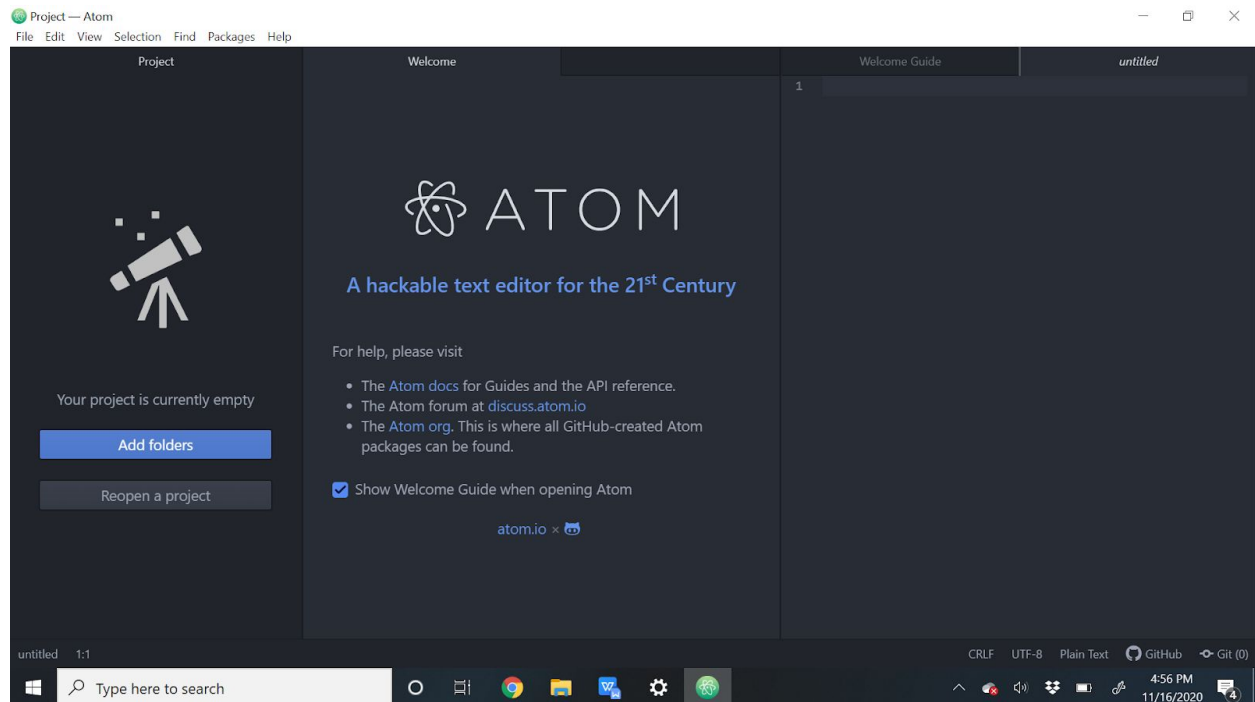 Project — Atom
File Edit View Selection Find Packages Help
Project
Welcome
Welcome Guide
untitled
1
ATOM
A hackable text editor for the 21st Century
For help, please visit
• The Atom docs for Guides and the API reference.
• The Atom forum at discuss.atom.io
• The Atom org. This is where all GitHub-created Atom
packages can be found.
Show Welcome Guide when opening Atom
atom.io ×
Your project is currently empty
Add folders
Reopen a project
untitled 1:1
CRLF UTF-8 Plain Text GitHub Git (0)
Type here to search
4:56 PM
11/16/2020
4